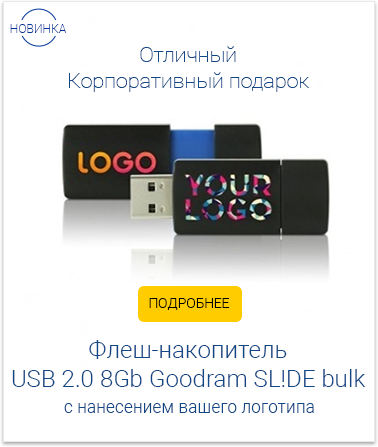 НОВИНКА
Отличный
Корпоративный подарок
LOGO
YOUR
LOGO
ПОДРОБНЕЕ
Флеш-накопитель
USB 2.0 8Gb Goodram SL!DE bulk
с нанесением вашего логотипа